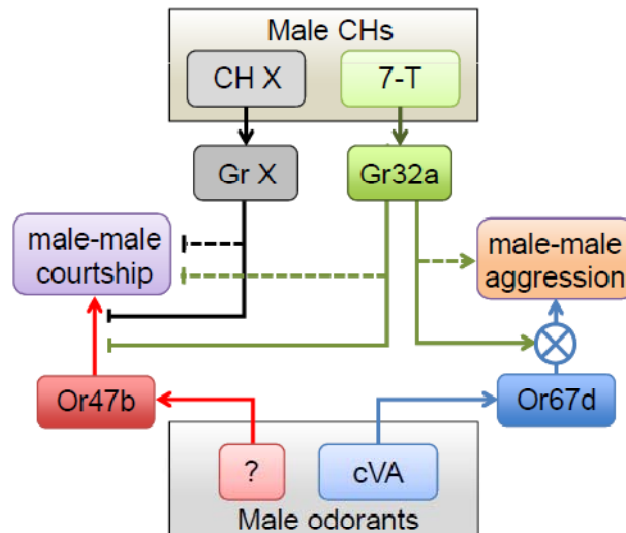 Male CHs
CH X
7-T
Gr X
Gr32a
male-male
courtship
male-male
aggression
Or47b
Or67d
?
cVA
Male odorants